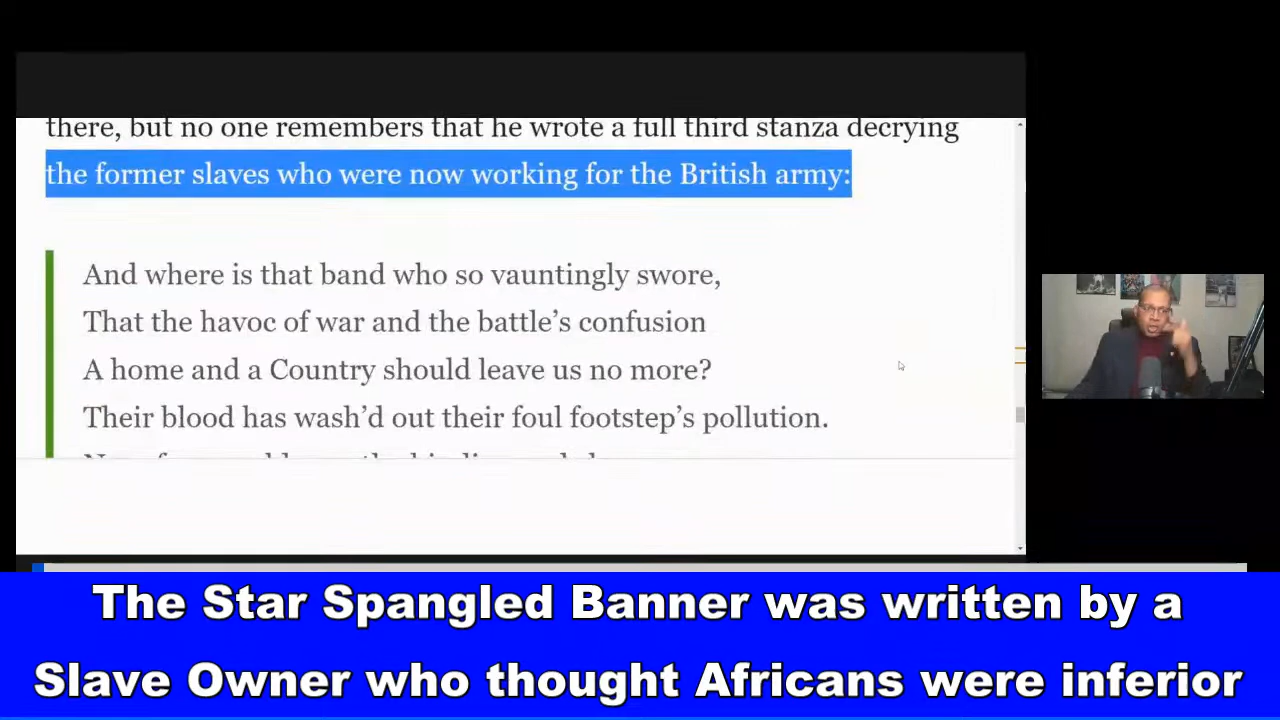 there, but no one remembers that he wrote a full third stanza decrying
the former slaves who were now working for the British army:
And where is that band who so vauntingly swore,
That the havoc of war and the battle's confusion
A home and a Country should leave us no more?
Their blood has wash'd out their foul footstep's pollution.
The Star Spangled Banner was written by a
Slave Owner who thought Africans were inferior